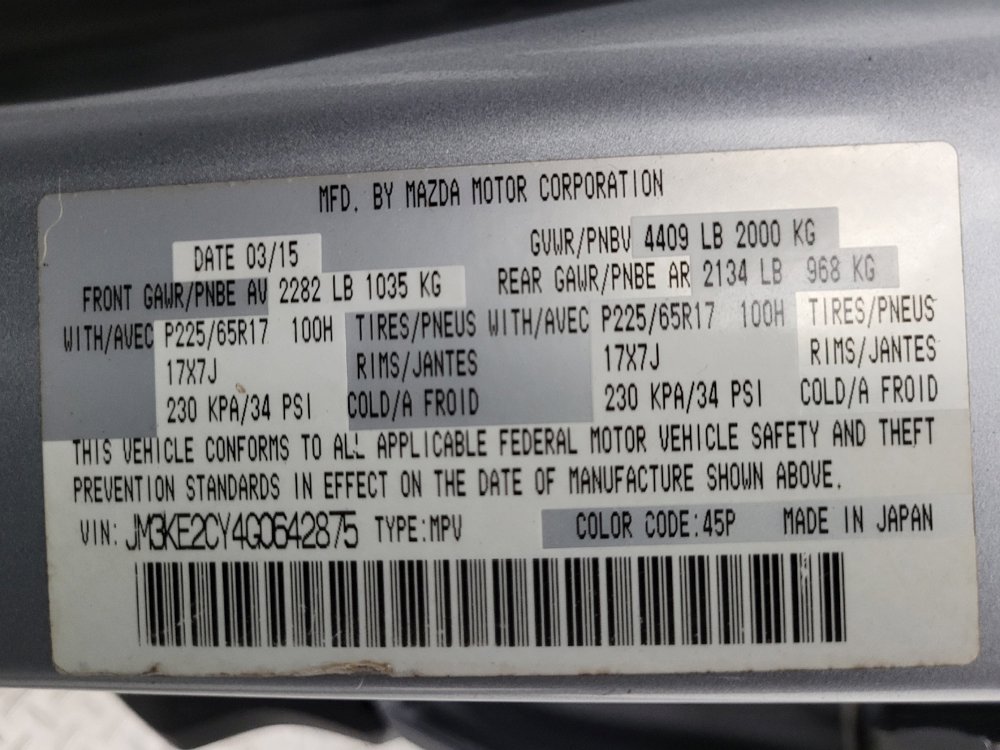 MFD. BY MAZDA MOTOR CORPORATION
DATE 03/15 GVWR/PNBV 4409 LB 2000 KG
FRONT GAWR/PNBE AV 2282 LB 1035 KG REAR GAWR/PNBE AR 2134 LB 968 KG
WITH/AVEC P225/65R17 100H TIRES/PNEUS WITH/AVEC P225/65R17 100H TIRES/PNEUS
17X7J RIMS/JANTES 17X7J RIMS/JANTES
230 KPA/34 PSI COLD/A FROID 230 KPA/34 PSI COLD/A FROID
THIS VEHICLE CONFORMS TO ALL APPLICABLE FEDERAL MOTOR VEHICLE SAFETY AND THEFT
PREVENTION STANDARDS IN EFFECT ON THE DATE OF MANUFACTURE SHOWN ABOVE.
VIN: JM3KE2CY4G0642875 TYPE:MPV COLOR CODE:45P MADE IN JAPAN